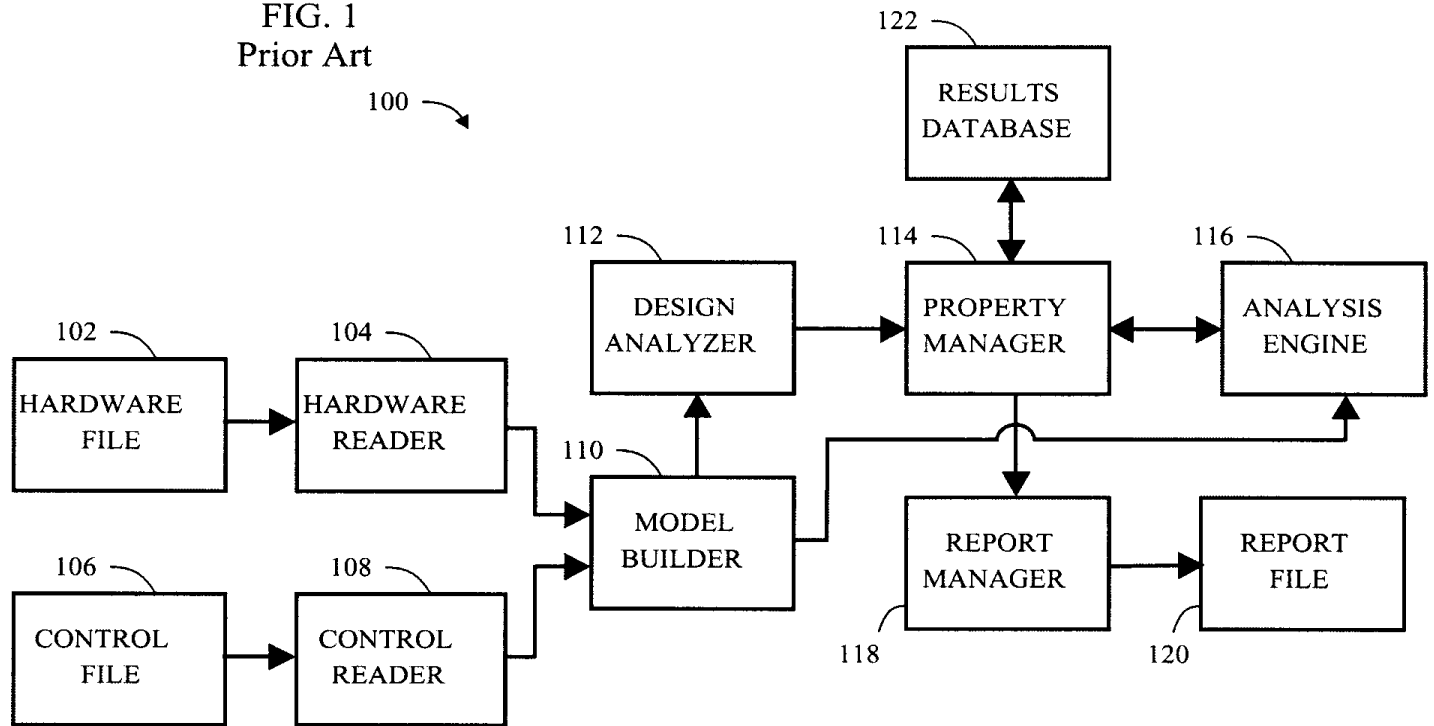 FIG. 1
Prior Art
100
122
RESULTS
DATABASE
112
DESIGN
ANALYZER
114
PROPERTY
MANAGER
116
ANALYSIS
ENGINE
102
HARDWARE
FILE
104
HARDWARE
READER
110
MODEL
BUILDER
106
CONTROL
FILE
108
CONTROL
READER
REPORT
MANAGER
118
REPORT
FILE
120